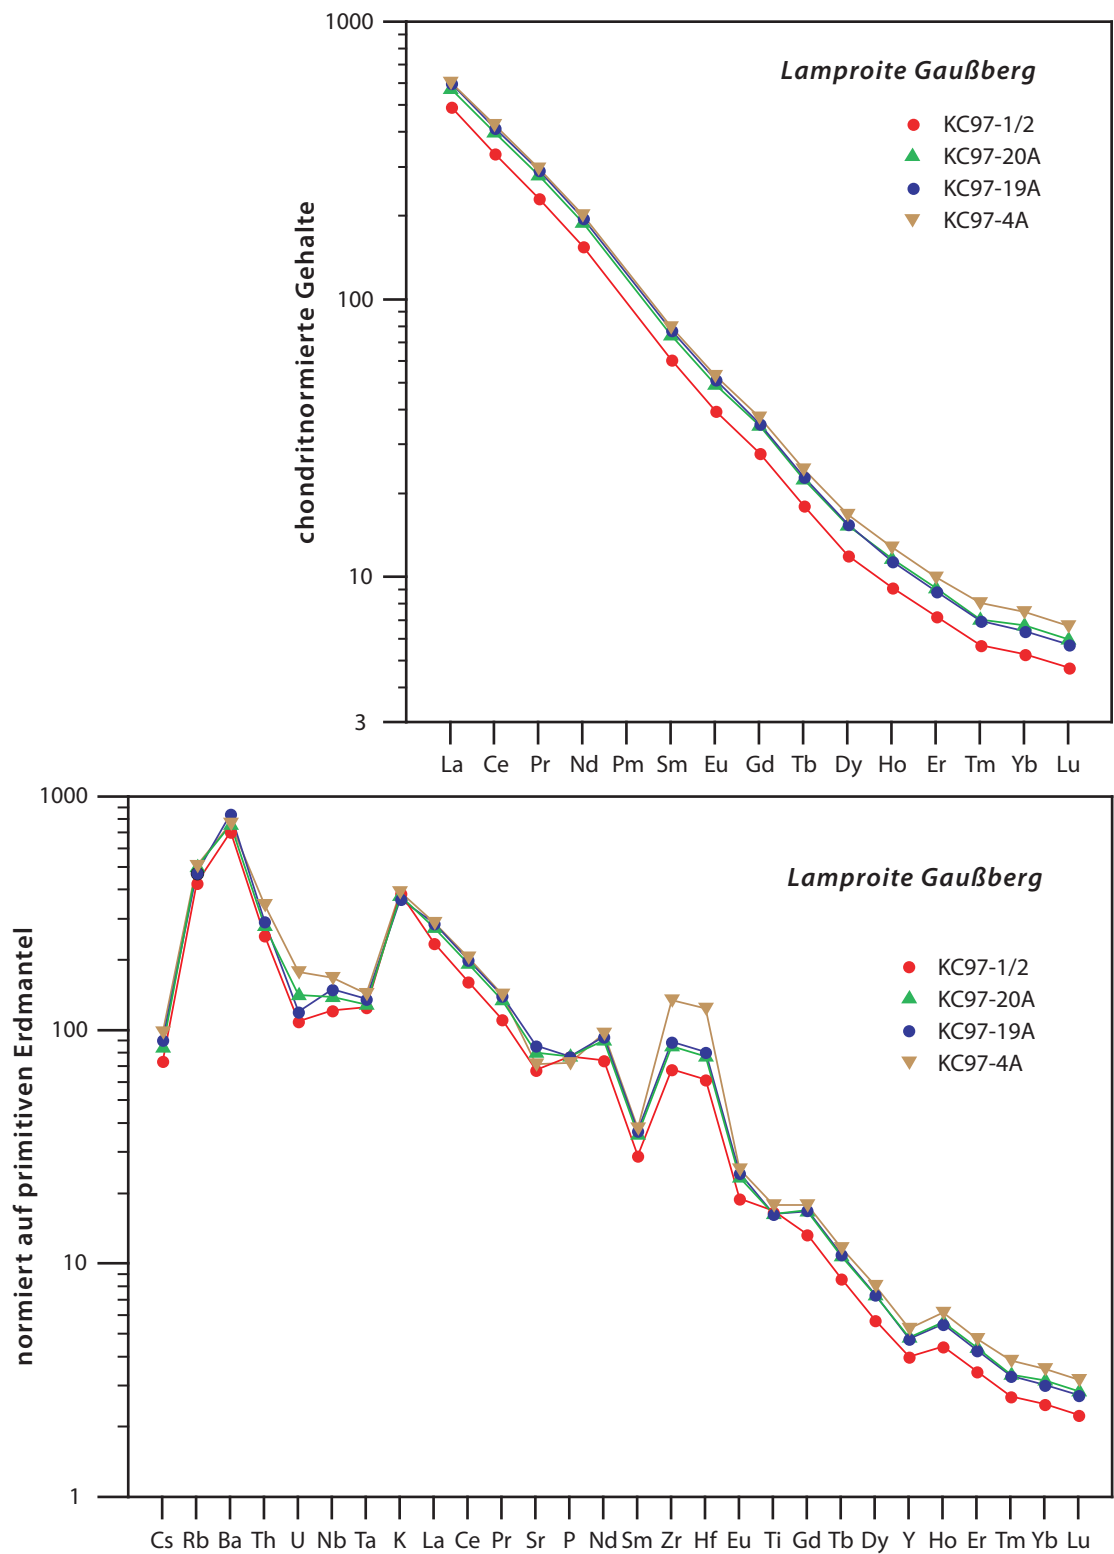 1000
Lamproite Gaußberg
KC97-1/2
KC97-20A
KC97-19A
KC97-4A
chondritnormierte Gehalte
100
10
3
La Ce Pr Nd Pm Sm Eu Gd Tb Dy Ho Er Tm Yb Lu
1000
Lamproite Gaußberg
KC97-1/2
KC97-20A
KC97-19A
KC97-4A
normiert auf primitiven Erdmantel
100
10
1
Cs Rb Ba Th U Nb Ta K La Ce Pr Sr P Nd Sm Zr Hf Eu Ti Gd Tb Dy Y Ho Er Tm Yb Lu